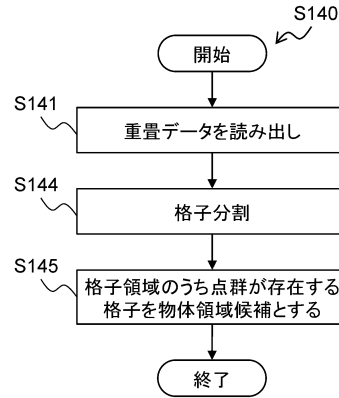 S140
開始
S141
重畳データを読み出し
S144
格子分割
S145
格子領域のうち点群が存在する
格子を物体領域候補とする
終了